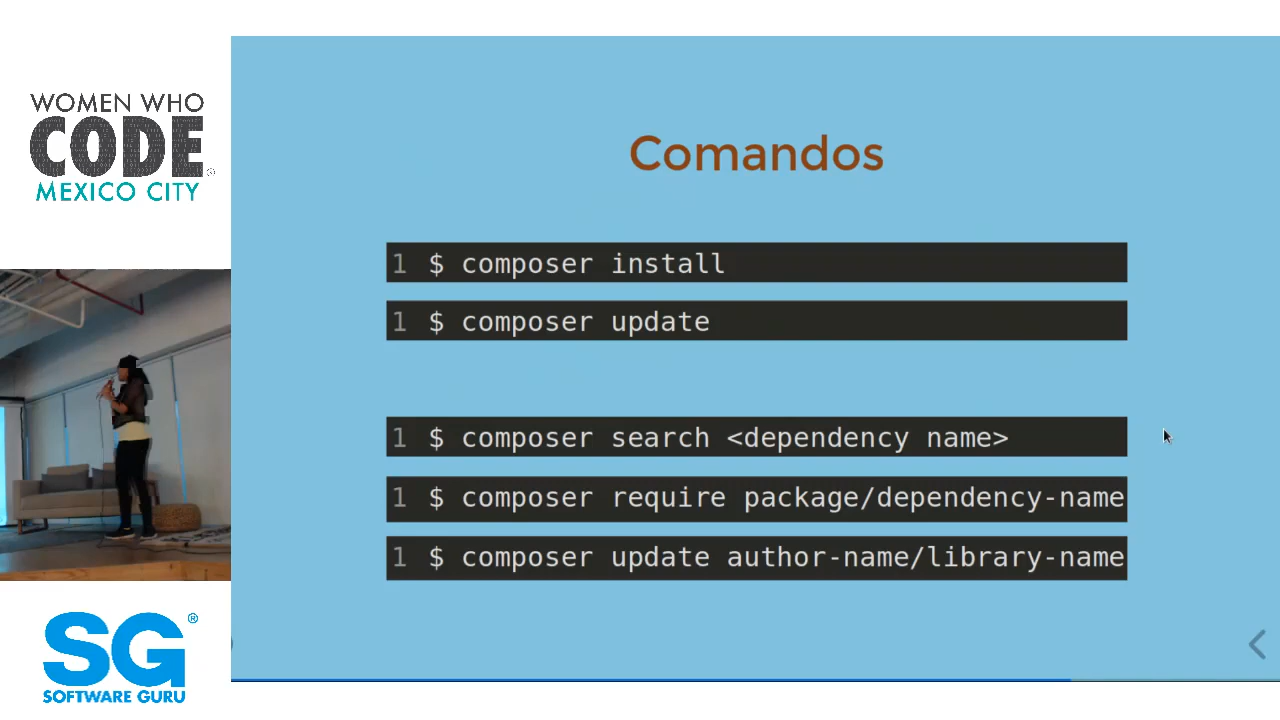 WOMEN WHO
CODE
MEXICO CITY
Comandos
1 $ composer install
1 $ composer update
1 $ composer search <dependency name>
1 $ composer require package/dependency-name
1 $ composer update author-name/library-name
SG®
SOFTWARE GURU